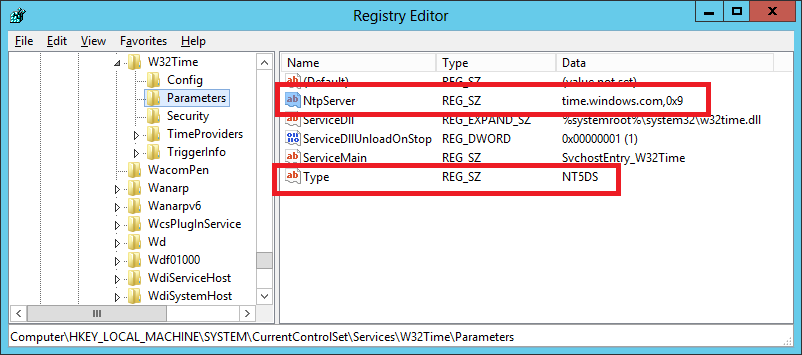 Registry Editor
File Edit View Favorites Help
W32Time
Config
Parameters
Security
TimeProviders
TriggerInfo
WacomPen
Wanarp
Wanarpv6
WcsPlugInService
Wd
Wdf01000
WdiServiceHost
WdiSystemHost
Name Type Data
(Default) REG_SZ (value not set)
NtpServer REG_SZ time.windows.com,0x9
ServiceDll REG_EXPAND_SZ %systemroot%\system32\w32time.dll
ServiceDllUnloadOnStop REG_DWORD 0x00000001 (1)
ServiceMain REG_SZ SvchostEntry_W32Time
Type REG_SZ NT5DS
Computer\HKEY_LOCAL_MACHINE\SYSTEM\CurrentControlSet\Services\W32Time\Parameters